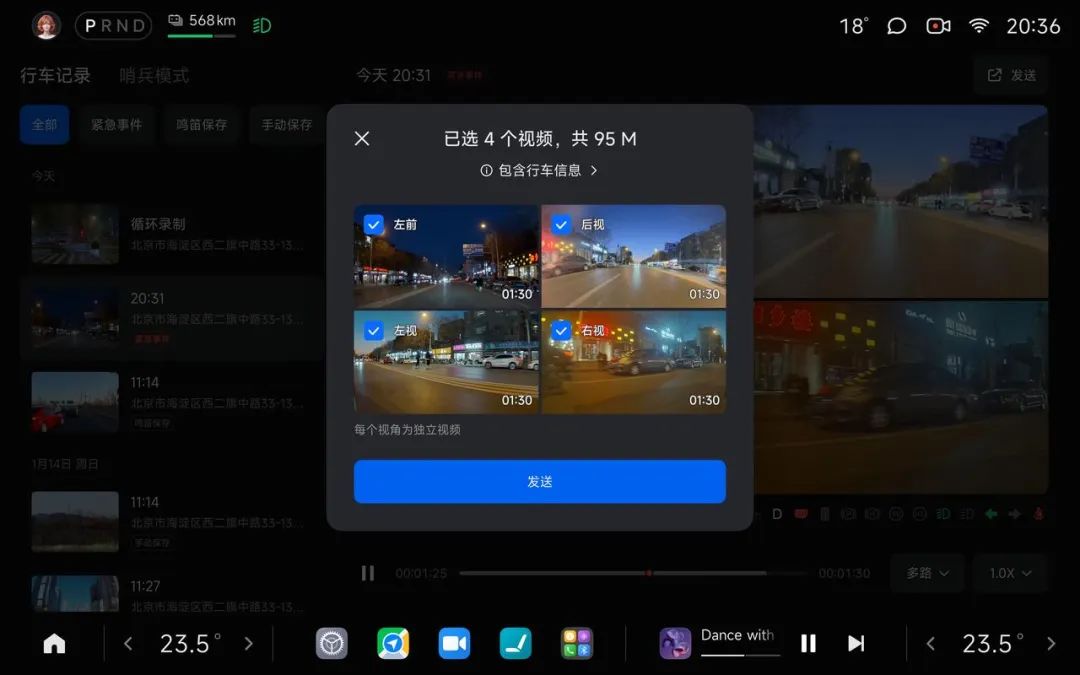 PRND
568km
18°
20:36
行车记录
哨兵模式
今天 20:31
紧急事件
发送
全部
紧急事件
鸣笛保存
手动保存
今天
循环录制
北京市海淀区西二旗中路33-13...
20:31
北京市海淀区西二旗中路33-13...
紧急事件
11:14
北京市海淀区西二旗中路33-13...
鸣笛保存
1月14日 周日
11:14
北京市海淀区西二旗中路33-13...
手动保存
11:27
北京市海淀区西二旗中路33-13...
已选 4 个视频，共 95 M
包含行车信息
左前
01:30
后视
01:30
左视
01:30
右视
01:30
每个视角为独立视频
发送
D
00:01:25
00:01:30
多路
1.0X
23.5°
Dance with
23.5°